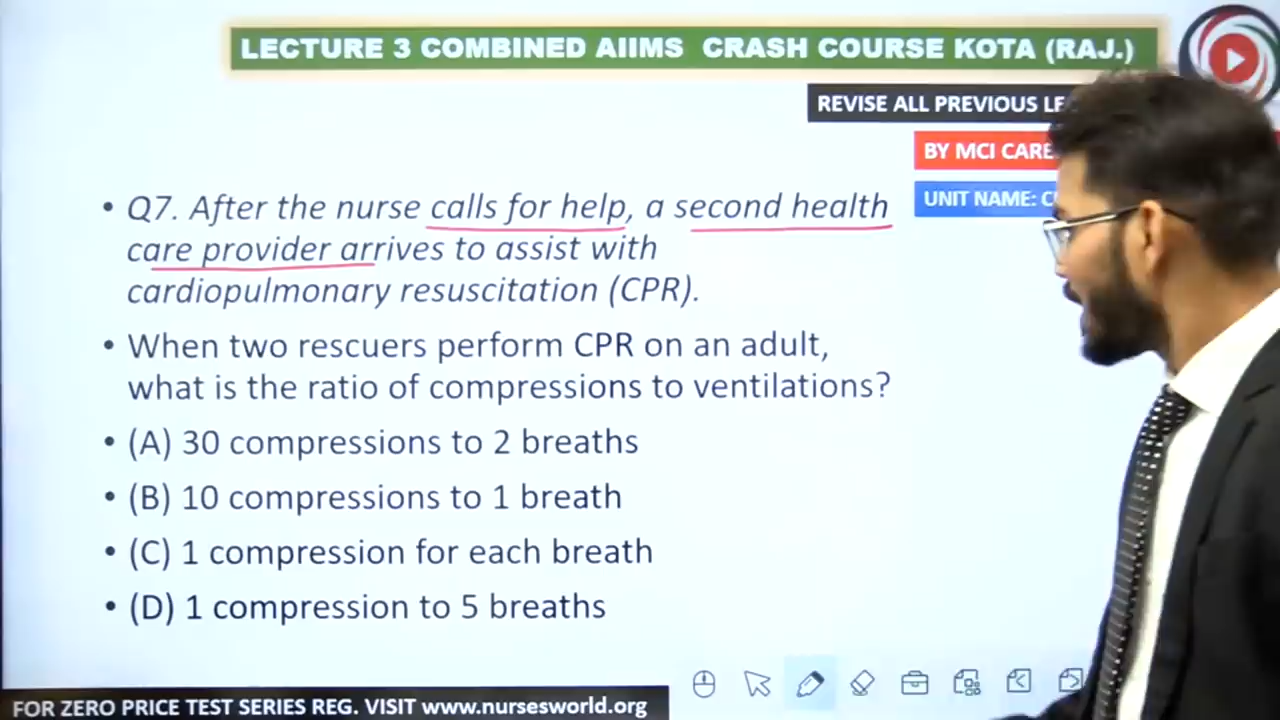 LECTURE 3 COMBINED AIIMS CRASH COURSE KOTA (RAJ.)
REVISE ALL PREVIOUS
BY MCI
UNIT NAME:
• Q7. After the nurse calls for help, a second health
care provider arrives to assist with
cardiopulmonary resuscitation (CPR).
• When two rescuers perform CPR on an adult,
what is the ratio of compressions to ventilations?
• (A) 30 compressions to 2 breaths
• (B) 10 compressions to 1 breath
• (C) 1 compression for each breath
• (D) 1 compression to 5 breaths
FOR ZERO PRICE TEST SERIES REG. VISIT www.nursesworld.org